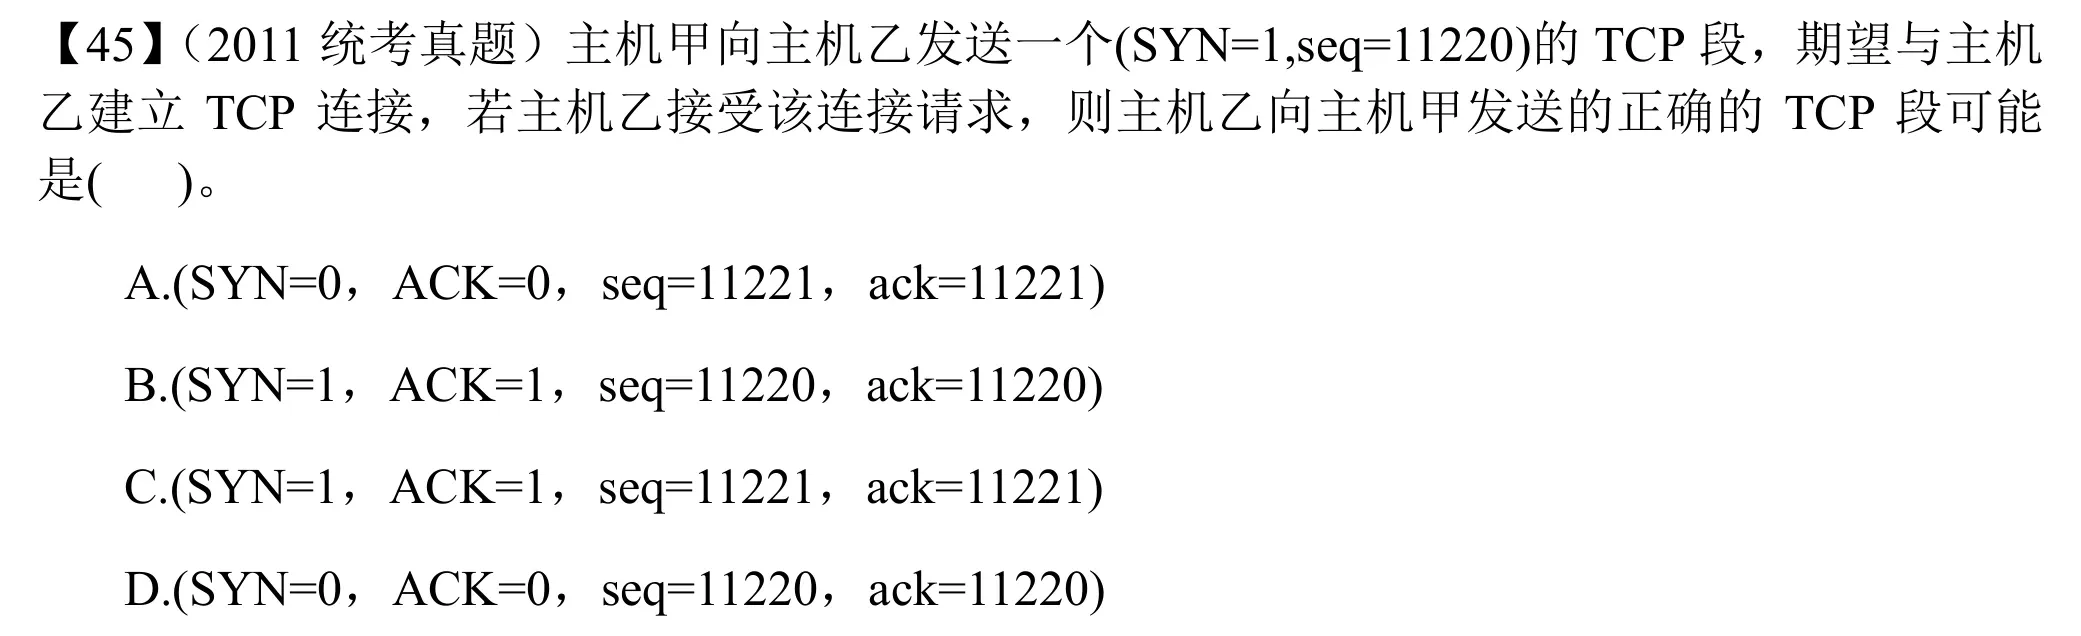 【45】（2011 统考真题）主机甲向主机乙发送一个(SYN=1,seq=11220)的 TCP 段，期望与主机
乙建立 TCP 连接，若主机乙接受该连接请求，则主机乙向主机甲发送的正确的 TCP 段可能
是(    )。
A.(SYN=0，ACK=0，seq=11221，ack=11221)
B.(SYN=1，ACK=1，seq=11220，ack=11220)
C.(SYN=1，ACK=1，seq=11221，ack=11221)
D.(SYN=0，ACK=0，seq=11220，ack=11220)